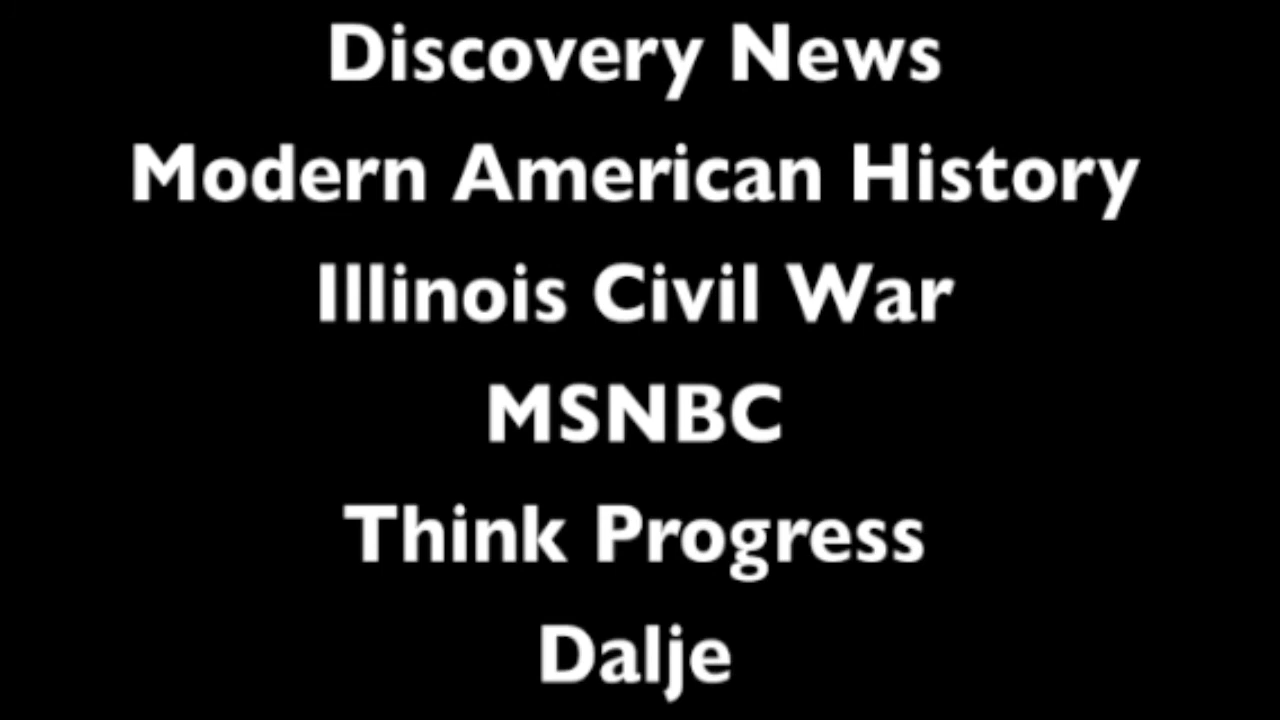 Discovery News
Modern American History
Illinois Civil War
MSNBC
Think Progress
Dalje